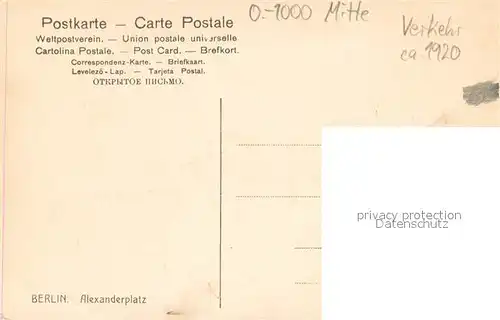 Postkarte — Carte Postale
Weltpostverein. — Union postale universelle
Cartolina Postale. — Post Card. — Brefkort.
Correspondenz-Karte. — Briefkaart.
Levelező-Lap. — Tarjeta Postal.
ОТКРЫТОЕ ПИСЬМО.
0-1000 Mitte
Verkehr
ca 1920
privacy protection
Datenschutz
BERLIN. Alexanderplatz